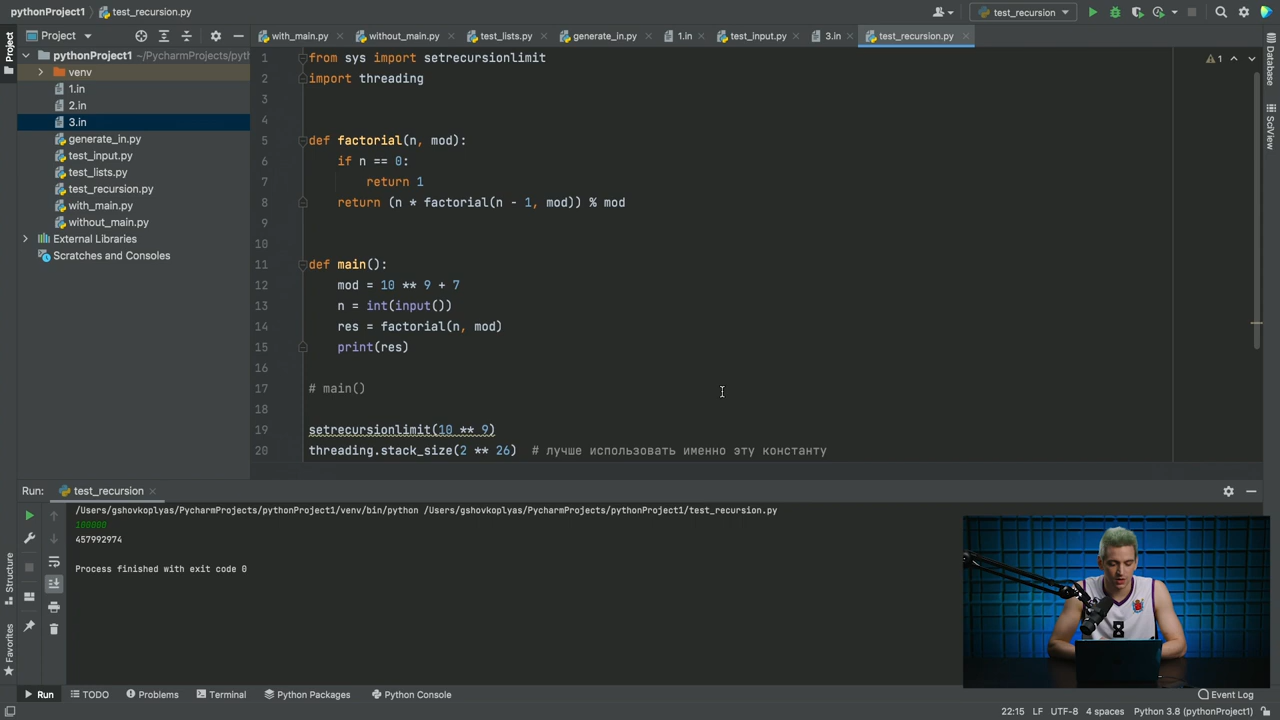 pythonProject1 test_recursion.py
test_recursion
Project
with_main.py
without_main.py
test_lists.py
generate_in.py
1.in
test_input.py
3.in
test_recursion.py
Project
pythonProject1 ~/PycharmProjects/pyth
venv
1.in
2.in
3.in
generate_in.py
test_input.py
test_lists.py
test_recursion.py
with_main.py
without_main.py
External Libraries
Scratches and Consoles
1 from sys import setrecursionlimit
2 import threading
3
4
5 def factorial(n, mod):
6 if n == 0:
7 return 1
8 return (n * factorial(n - 1, mod)) % mod
9
10
11 def main():
12 mod = 10 ** 9 + 7
13 n = int(input())
14 res = factorial(n, mod)
15 print(res)
16
17 # main()
18
19 setrecursionlimit(10 ** 9)
20 threading.stack_size(2 ** 26) # лучше использовать именно эту константу
1
Database
SciView
Run: test_recursion
/Users/gshovkoplyas/PycharmProjects/pythonProject1/venv/bin/python /Users/gshovkoplyas/PycharmProjects/pythonProject1/test_recursion.py
100000
457992974
Process finished with exit code 0
8
Structure
Favorites
Run
TODO
Problems
Terminal
Python Packages
Python Console
Event Log
22:15 LF UTF-8 4 spaces Python 3.8 (pythonProject1)